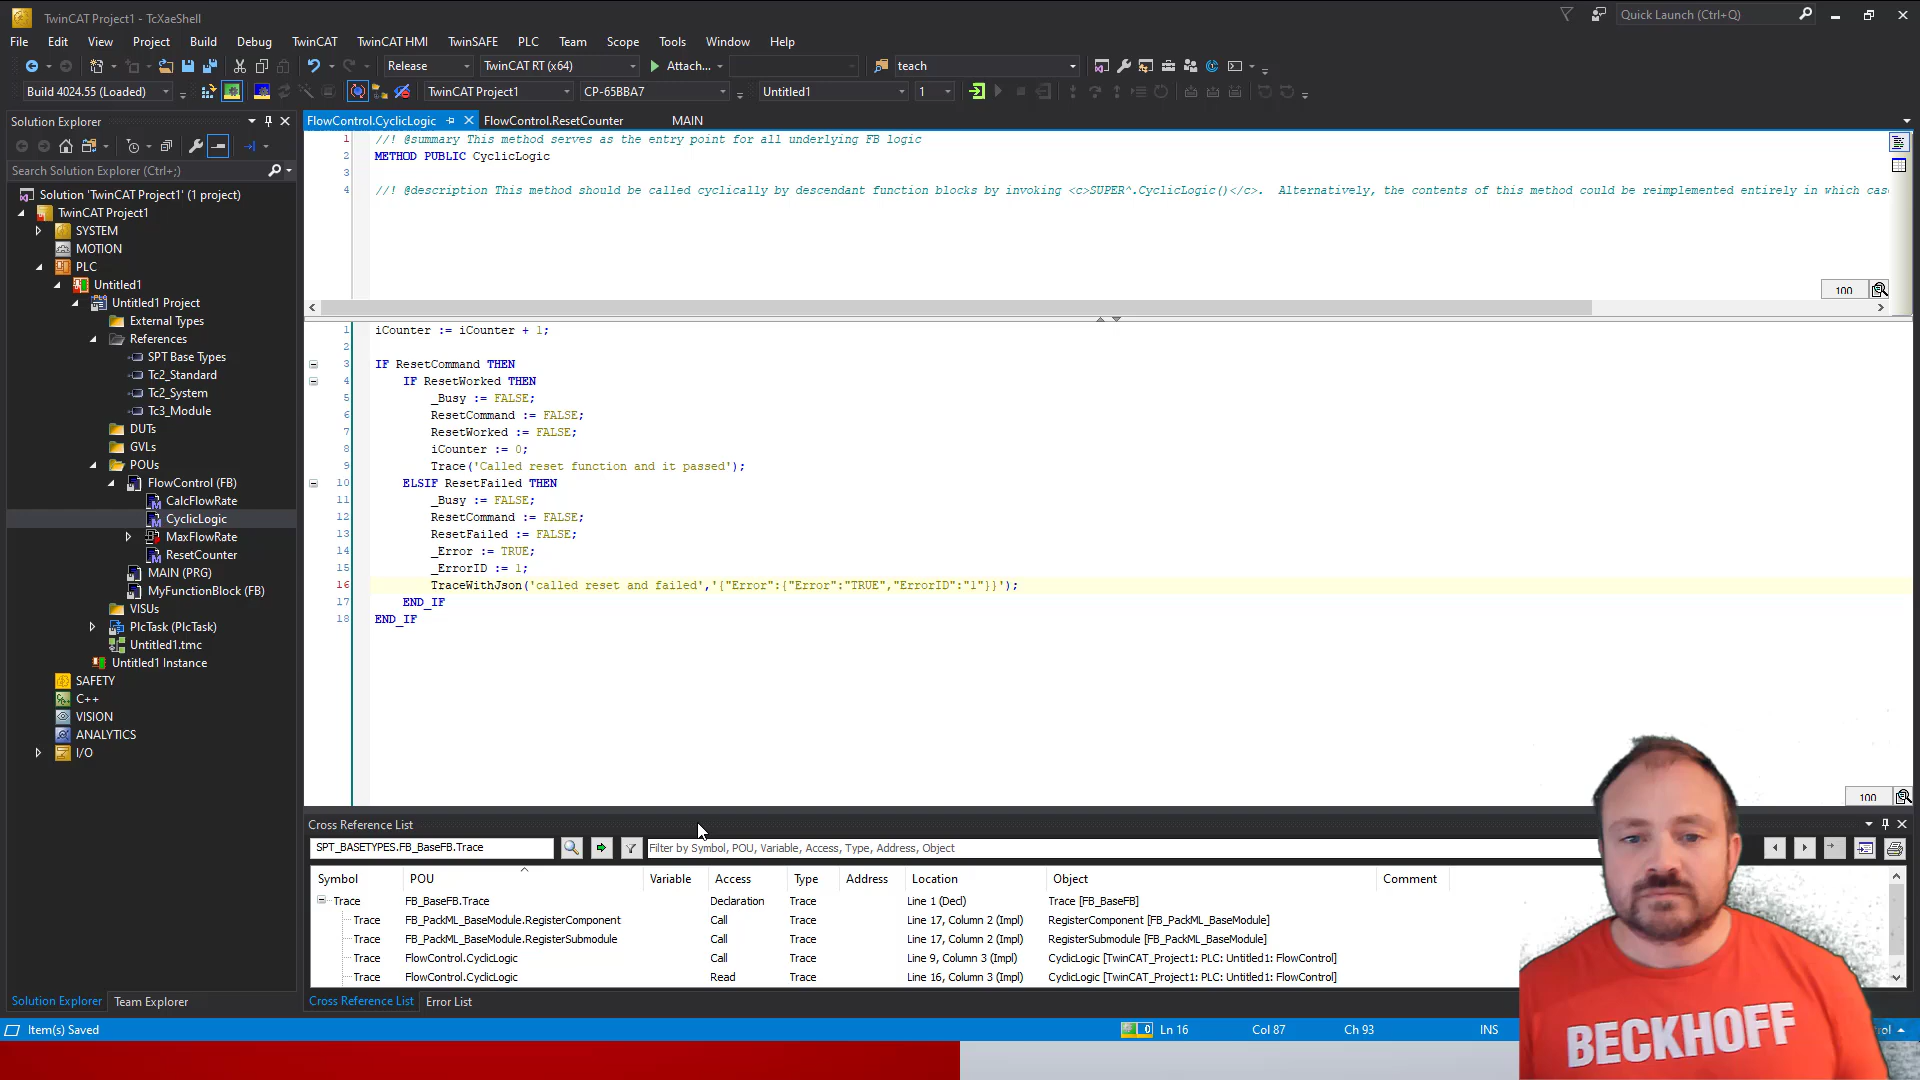 TwinCAT Project1 - TcXaeShell
Quick Launch (Ctrl+Q)
File Edit View Project Build Debug TwinCAT TwinCAT HMI TwinSAFE PLC Team Scope Tools Window Help
Release TwinCAT RT (x64) Attach... teach
Build 4024.55 (Loaded) TwinCAT Project1 CP-65BBA7 Untitled1 1
Solution Explorer
Search Solution Explorer (Ctrl+;)
Solution 'TwinCAT Project1' (1 project)
TwinCAT Project1
SYSTEM
MOTION
PLC
Untitled1
Untitled1 Project
External Types
References
SPT Base Types
Tc2_Standard
Tc2_System
Tc3_Module
DUTs
GVLs
POUs
FlowControl (FB)
CalcFlowRate
CyclicLogic
MaxFlowRate
ResetCounter
MAIN (PRG)
MyFunctionBlock (FB)
VISUs
PlcTask (PlcTask)
Untitled1.tmc
Untitled1 Instance
SAFETY
C++
VISION
ANALYTICS
I/O
Solution Explorer Team Explorer
FlowControl.CyclicLogic FlowControl.ResetCounter MAIN
1 //! @summary This method serves as the entry point for all underlying FB logic
2 METHOD PUBLIC CyclicLogic
3
4 //! @description This method should be called cyclically by descendant function blocks by invoking <c>SUPER^.CyclicLogic()</c>.  Alternatively, the contents of this method could be reimplemented entirely in which cas
100
1 iCounter := iCounter + 1;
2
3 IF ResetCommand THEN
4 IF ResetWorked THEN
5 _Busy := FALSE;
6 ResetCommand := FALSE;
7 ResetWorked := FALSE;
8 iCounter := 0;
9 Trace('Called reset function and it passed');
10 ELSIF ResetFailed THEN
11 _Busy := FALSE;
12 ResetCommand := FALSE;
13 ResetFailed := FALSE;
14 _Error := TRUE;
15 _ErrorID := 1;
16 TraceWithJson('called reset and failed','{"Error":{"Error":"TRUE","ErrorID":"1"}}');
17 END_IF
18 END_IF
100
Cross Reference List
SPT_BASETYPES.FB_BaseFB.Trace Filter by Symbol, POU, Variable, Access, Type, Address, Object
Symbol POU Variable Access Type Address Location Object Comment
Trace FB_BaseFB.Trace Declaration Trace Line 1 (Decl) Trace [FB_BaseFB]
Trace FB_PackML_BaseModule.RegisterComponent Call Trace Line 17, Column 2 (Impl) RegisterComponent [FB_PackML_BaseModule]
Trace FB_PackML_BaseModule.RegisterSubmodule Call Trace Line 17, Column 2 (Impl) RegisterSubmodule [FB_PackML_BaseModule]
Trace FlowControl.CyclicLogic Call Trace Line 9, Column 3 (Impl) CyclicLogic [TwinCAT_Project1: PLC: Untitled1: FlowControl]
Trace FlowControl.CyclicLogic Read Trace Line 16, Column 3 (Impl) CyclicLogic [TwinCAT_Project1: PLC: Untitled1: FlowControl]
Cross Reference List Error List
Item(s) Saved 0 Ln 16 Col 87 Ch 93 INS rol
BECKHOFF